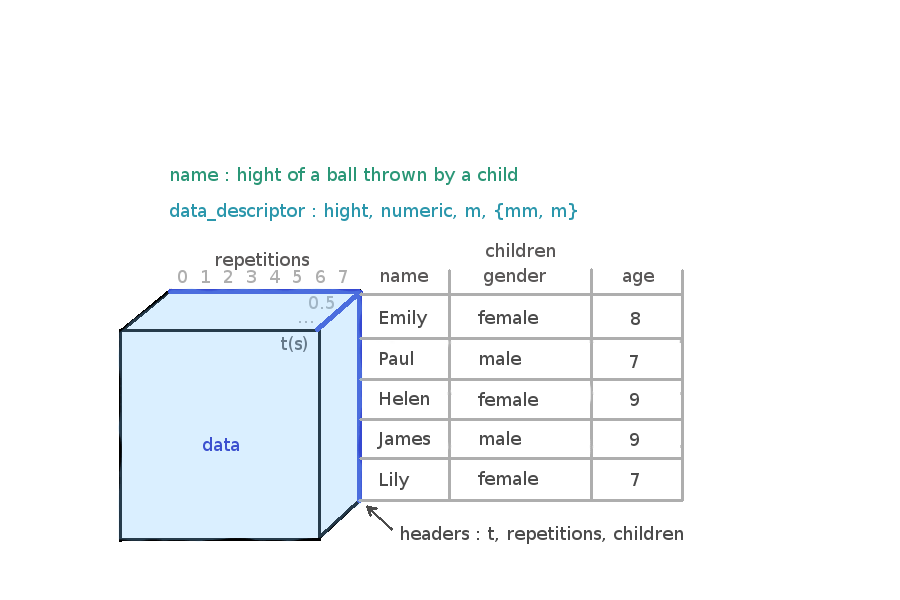 name : hight of a ball thrown by a child
data_descriptor : hight, numeric, m, {mm, m}
repetitions
0 1 2 3 4 5 6 7
0.5
...
t(s)
data
children
name gender age
Emily female 8
Paul male 7
Helen female 9
James male 9
Lily female 7
headers : t, repetitions, children